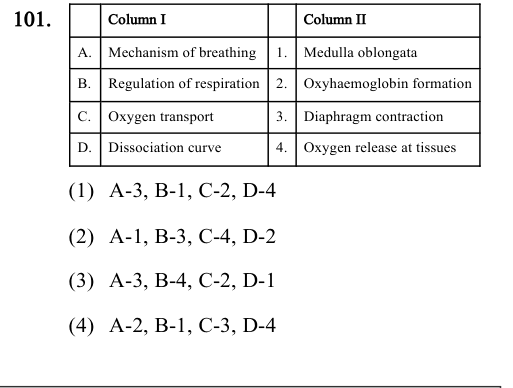 101. Column I Column II
A. Mechanism of breathing 1. Medulla oblongata
B. Regulation of respiration 2. Oxyhaemoglobin formation
C. Oxygen transport 3. Diaphragm contraction
D. Dissociation curve 4. Oxygen release at tissues
(1) A-3, B-1, C-2, D-4
(2) A-1, B-3, C-4, D-2
(3) A-3, B-4, C-2, D-1
(4) A-2, B-1, C-3, D-4